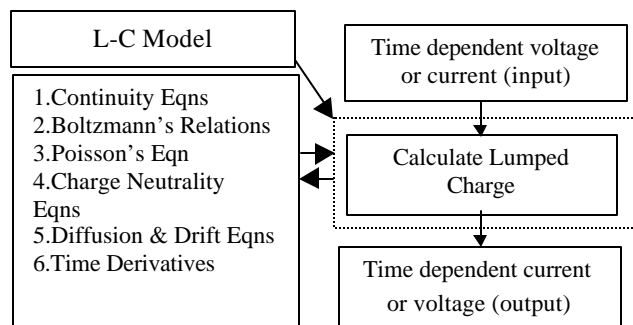 L-C Model
1.Continuity Eqns
2.Boltzmann's Relations
3.Poisson's Eqn
4.Charge Neutrality
Eqns
5.Diffusion & Drift Eqns
6.Time Derivatives
Time dependent voltage
or current (input)
Calculate Lumped
Charge
Time dependent current
or voltage (output)